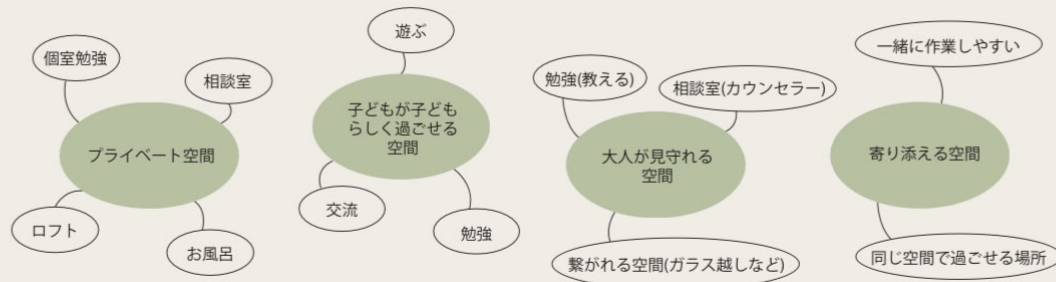 個室勉強
相談室
プライベート空間
ロフト
お風呂
遊ぶ
子どもが子ども
らしく過ごせる
空間
交流
勉強
勉強(教える)
相談室(カウンセラー)
大人が見守れる
空間
繋がれる空間(ガラス越しなど)
一緒に作業しやすい
寄り添える空間
同じ空間で過ごせる場所